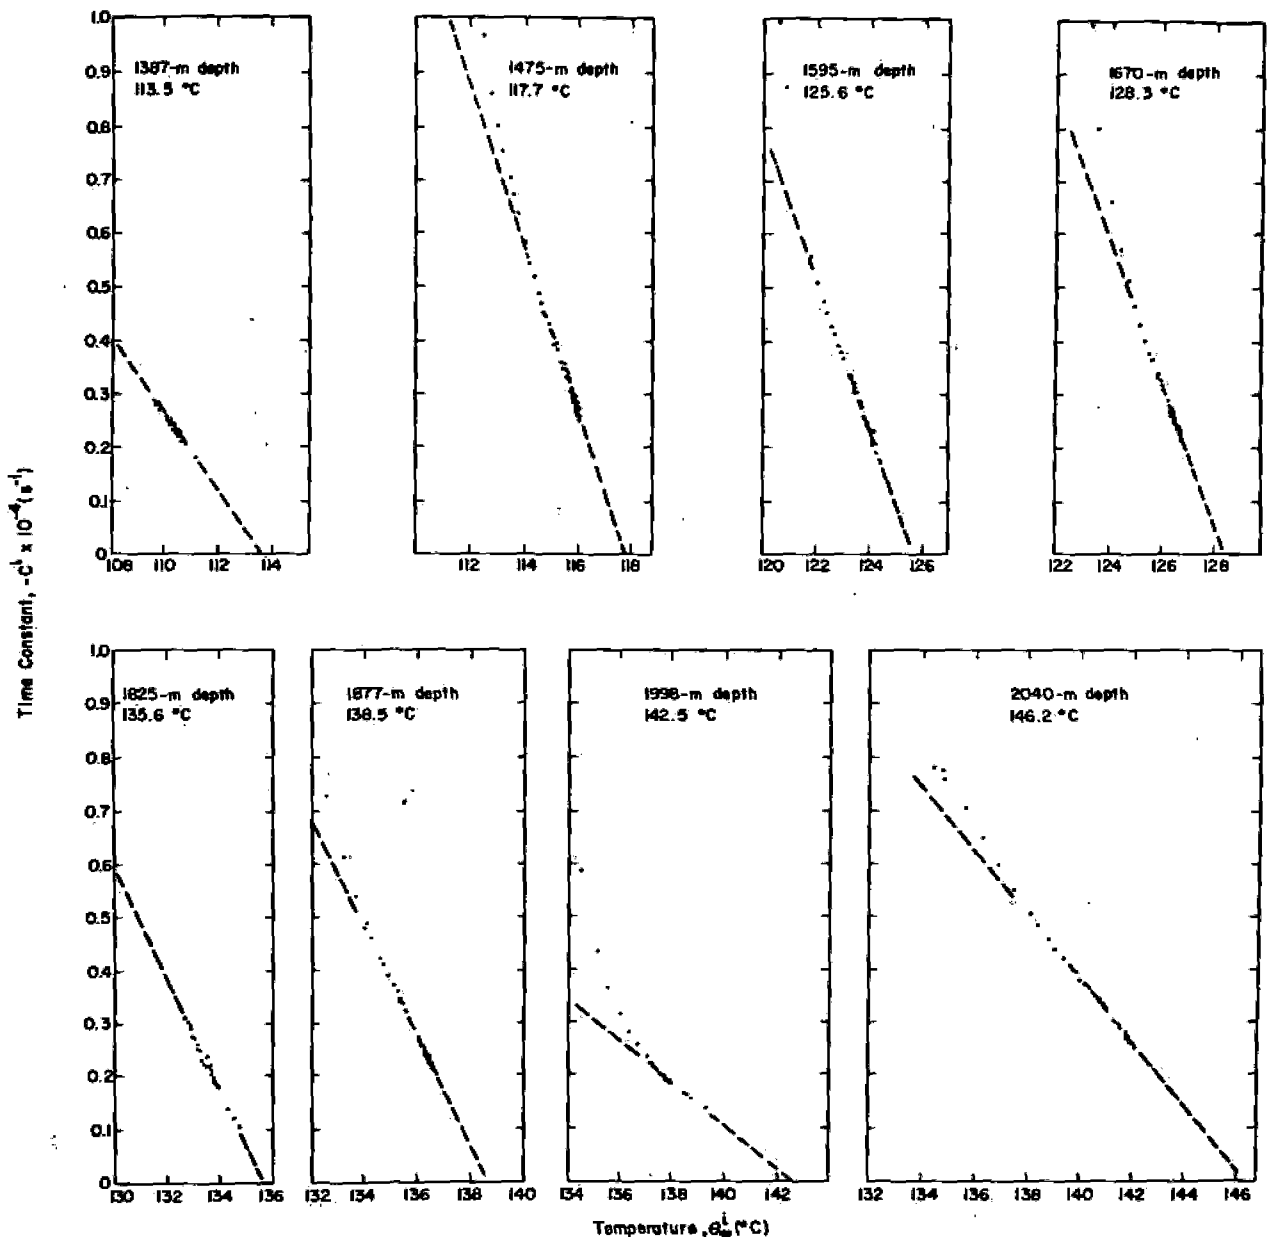 Time Constant, -Cⁱ x 10⁻⁴ (s⁻¹)
1.0
0.9
0.8
0.7
0.6
0.5
0.4
0.3
0.2
0.1
0
1387-m depth
113.5 °C
108 110 112 114
1475-m depth
117.7 °C
112 114 116 118
1595-m depth
125.6 °C
120 122 124 126
1670-m depth
128.3 °C
122 124 126 128
1.0
0.9
0.8
0.7
0.6
0.5
0.4
0.3
0.2
0.1
0
1825-m depth
135.6 °C
130 132 134 136
1877-m depth
138.5 °C
132 134 136 138 140
1998-m depth
142.5 °C
134 136 138 140 142
2040-m depth
146.2 °C
132 134 136 138 140 142 144 146
Temperature, θⁱ∞ (°C)